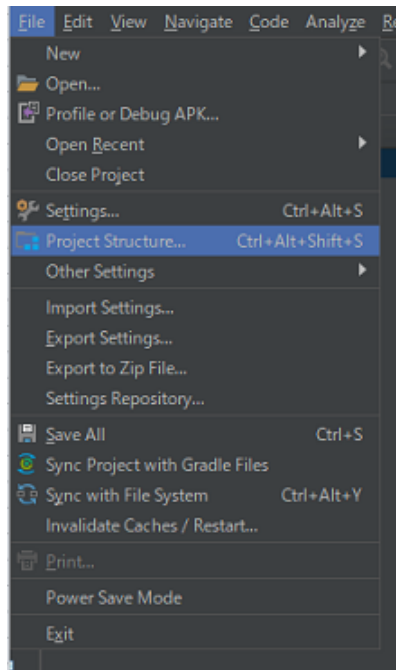 File Edit View Navigate Code Analyze Re
New
Open...
Profile or Debug APK...
Open Recent
Close Project
Settings... Ctrl+Alt+S
Project Structure... Ctrl+Alt+Shift+S
Other Settings
Import Settings...
Export Settings...
Export to Zip File...
Settings Repository...
Save All Ctrl+S
Sync Project with Gradle Files
Sync with File System Ctrl+Alt+Y
Invalidate Caches / Restart...
Print...
Power Save Mode
Exit